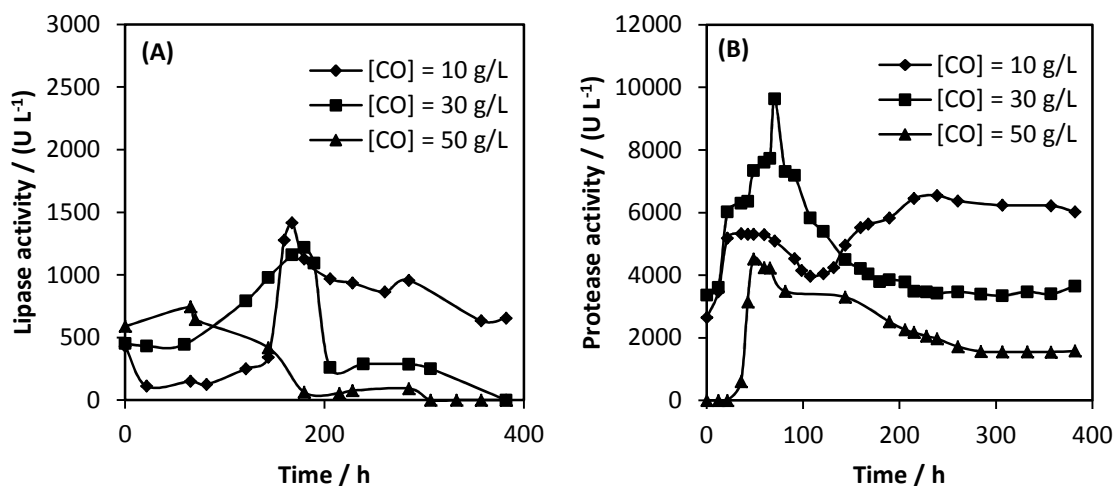 (A)
[CO] = 10 g/L
[CO] = 30 g/L
[CO] = 50 g/L
Lipase activity / (U L⁻¹)
3000
2500
2000
1500
1000
500
0
0 200 400
Time / h
(B)
[CO] = 10 g/L
[CO] = 30 g/L
[CO] = 50 g/L
Protease activity / (U L⁻¹)
12000
10000
8000
6000
4000
2000
0
0 100 200 300 400
Time / h